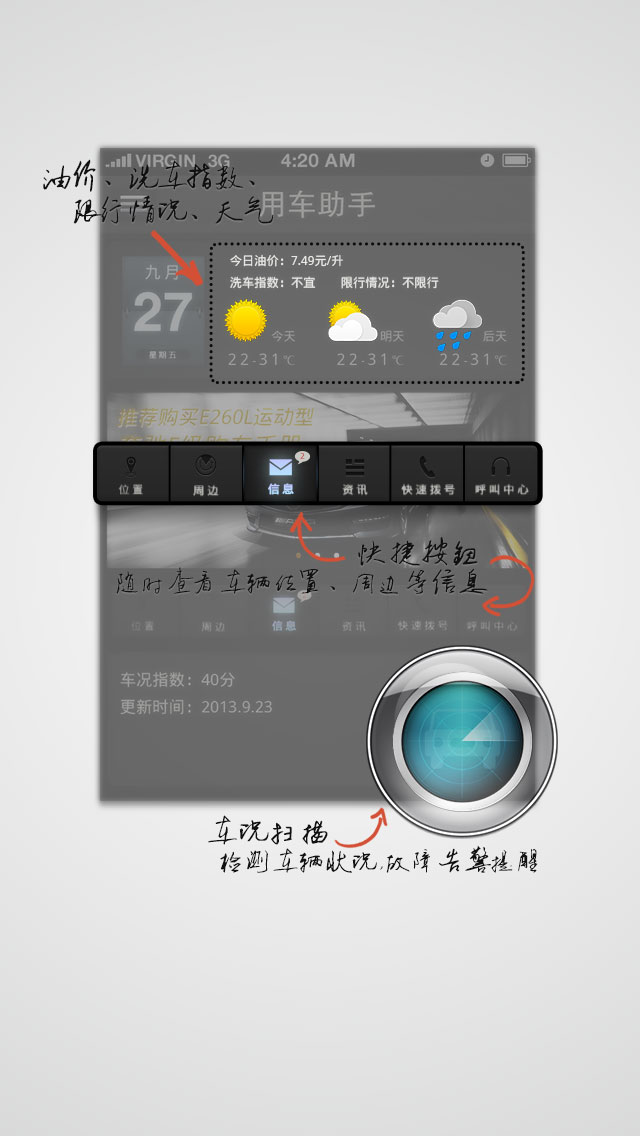 VIRGIN 3G 4:20 AM
油价、洗车指数、
限行情况、天气
用车助手
九月
27
星期五
今日油价：7.49元/升
洗车指数：不宜 限行情况：不限行
今天 明天 后天
22-31℃ 22-31℃ 22-31℃
推荐购买E260L运动型
2
位置 周边 信息 资讯 快速拨号 呼叫中心
快捷按钮
随时查看车辆位置、周边等信息
位置 周边 信息 资讯 快速拨号 呼叫中心
车况指数：40分
更新时间：2013.9.23
车况扫描
检测车辆状况,故障告警提醒